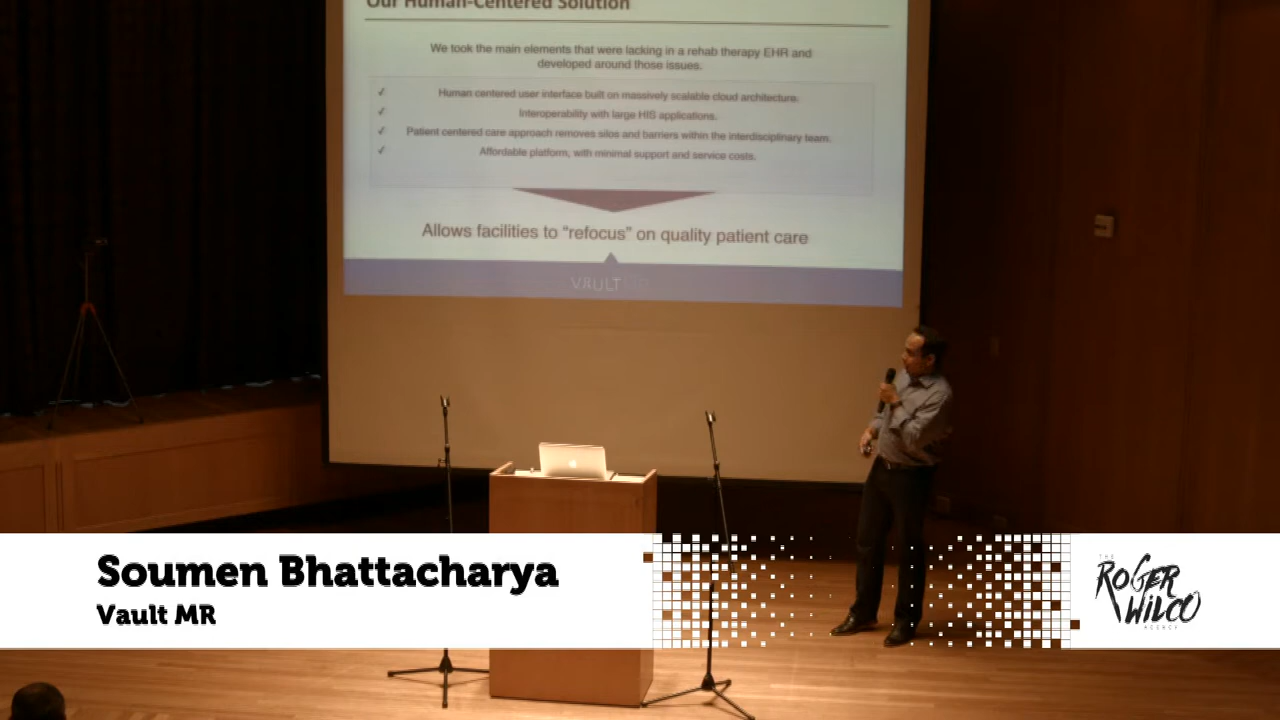 Our Human-Centered Solution
We took the main elements that were lacking in a rehab therapy EHR and
developed around those issues.
✓ Human centered user interface built on massively scalable cloud architecture.
✓ Interoperability with large HIS applications.
✓ Patient centered care approach removes silos and barriers within the interdisciplinary team.
✓ Affordable platform, with minimal support and service costs.
Allows facilities to “refocus” on quality patient care
VAULTMR
Soumen Bhattacharya
Vault MR
THE
ROGER
WILCO
AGENCY